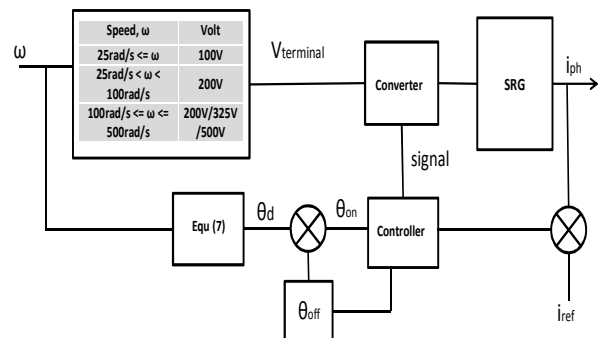 Speed, ω Volt
25rad/s <= ω 100V
25rad/s < ω <
100rad/s
200V
100rad/s <= ω <=
500rad/s
200V/325V
/500V
ω
Vterminal
Converter
SRG
iph
signal
Equ (7)
θd
θon
Controller
θoff
iref